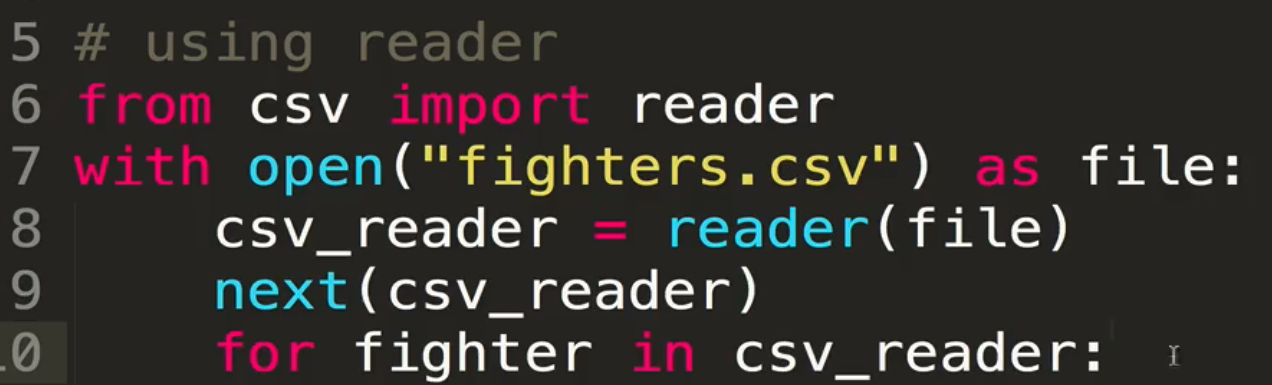 5 # using reader
6 from csv import reader
7 with open("fighters.csv") as file:
8     csv_reader = reader(file)
9     next(csv_reader)
10     for fighter in csv_reader: